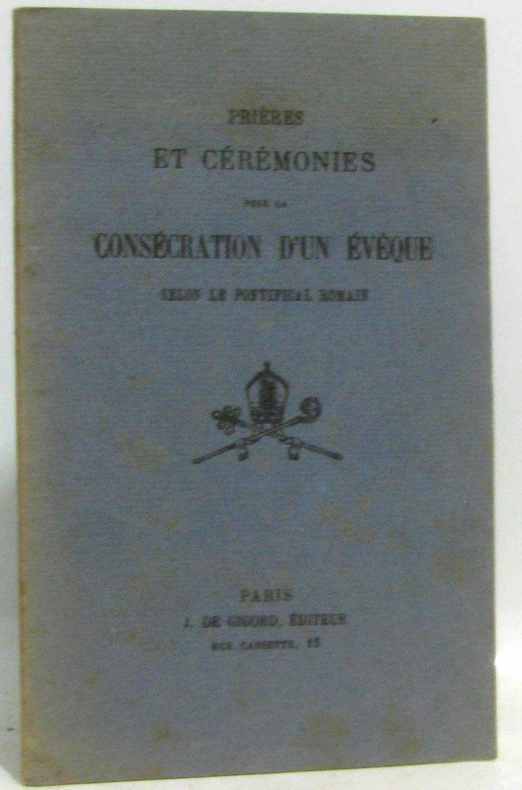 PRIÈRES
ET CÉRÉMONIES
POUR LA
CONSÉCRATION D'UN ÉVÊQUE
SELON LE PONTIFICAL ROMAIN
PARIS
J. DE GIGORD, ÉDITEUR
RUE CASSETTE, 15